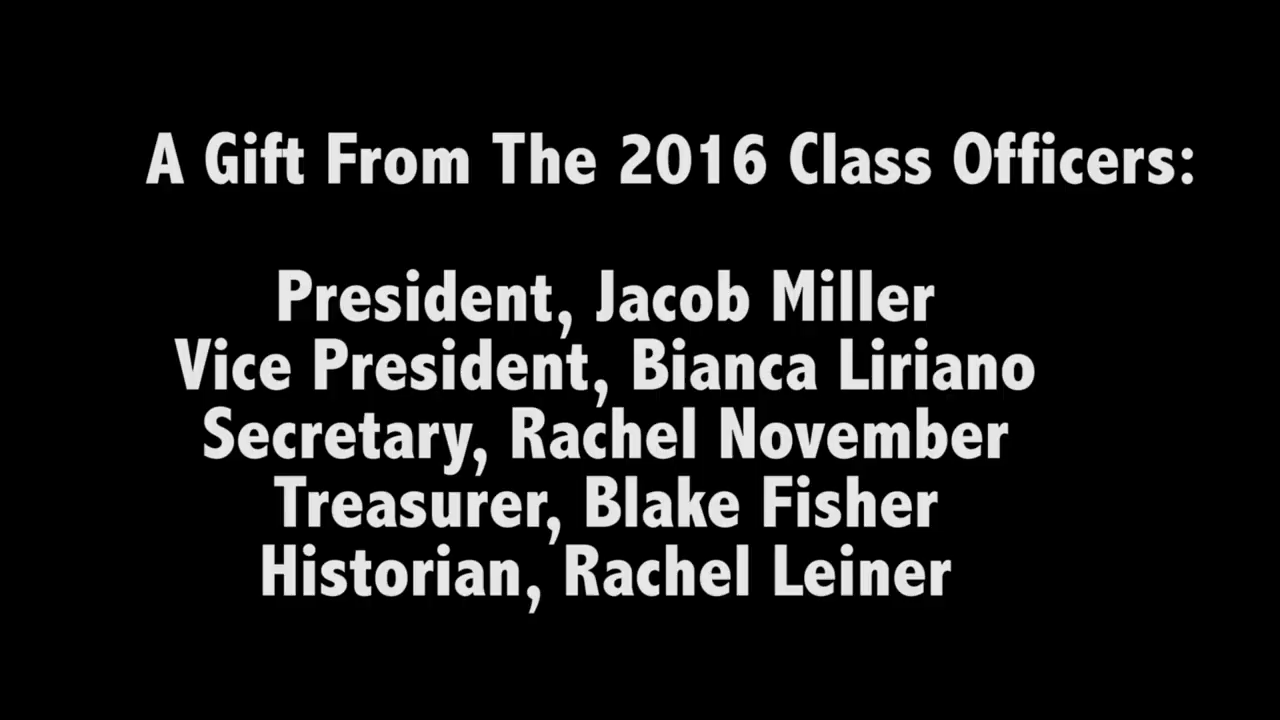 A Gift From The 2016 Class Officers:
President, Jacob Miller
Vice President, Bianca Liriano
Secretary, Rachel November
Treasurer, Blake Fisher
Historian, Rachel Leiner